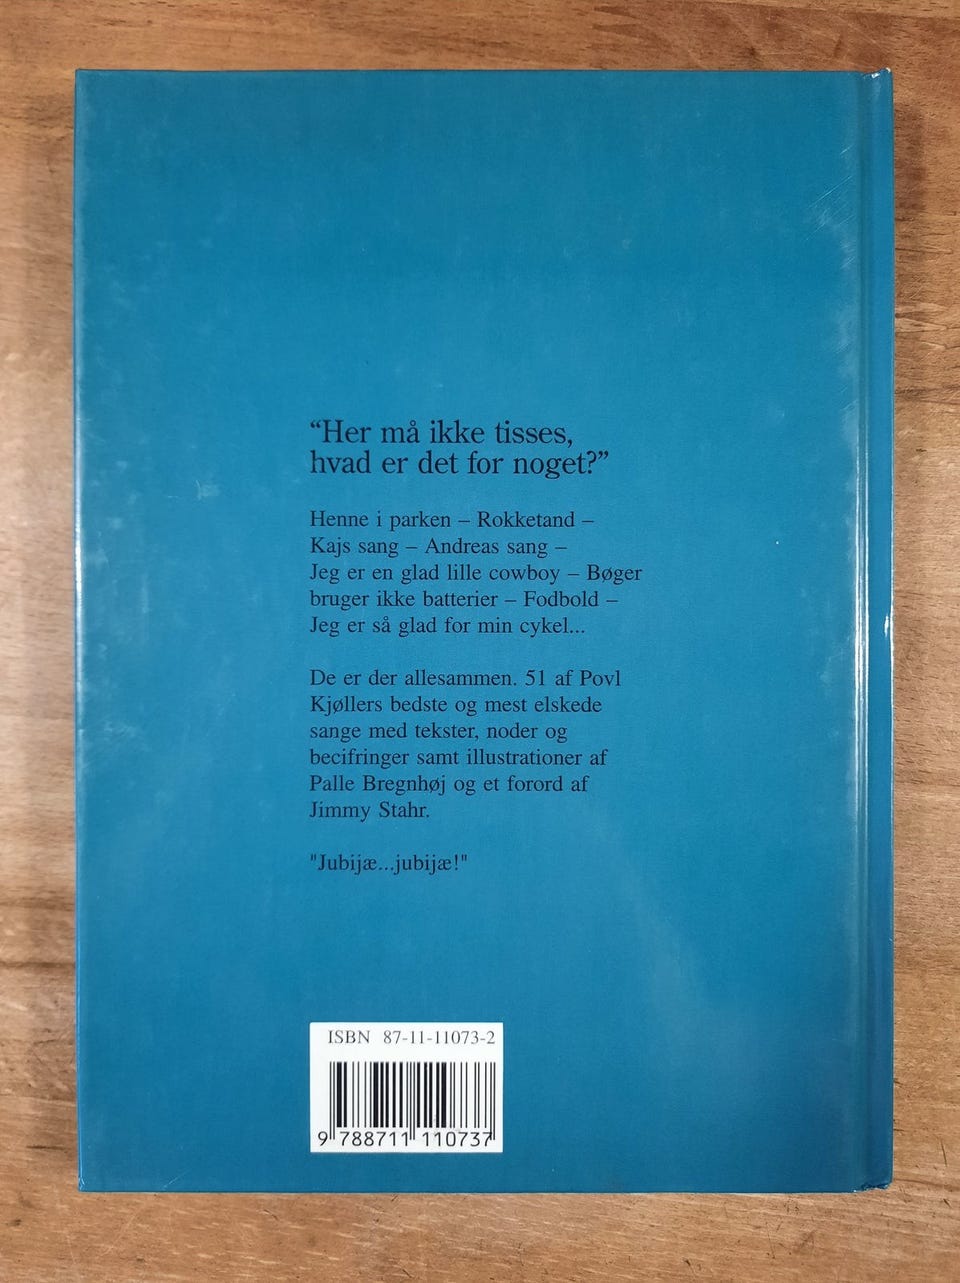 “Her må ikke tisses,
hvad er det for noget?”
Henne i parken – Rokketand –
Kajs sang – Andreas sang –
Jeg er en glad lille cowboy – Bøger
bruger ikke batterier – Fodbold –
Jeg er så glad for min cykel...
De er der allesammen. 51 af Povl
Kjøllers bedste og mest elskede
sange med tekster, noder og
becifringer samt illustrationer af
Palle Bregnhøj og et forord af
Jimmy Stahr.
"Jubijæ...jubijæ!"
ISBN 87-11-11073-2
9 788711 110737